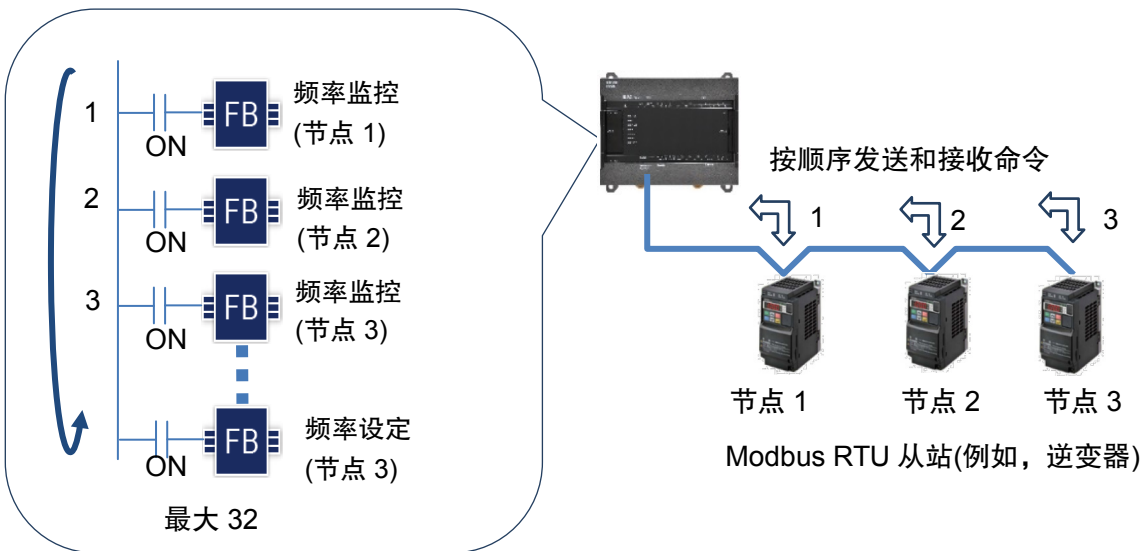 1
FB
频率监控
(节点 1)
ON
2
FB
频率监控
(节点 2)
ON
3
FB
频率监控
(节点 3)
ON
FB
频率设定
(节点 3)
ON
最大 32
按顺序发送和接收命令
1
2
3
节点 1
节点 2
节点 3
Modbus RTU 从站(例如，逆变器)